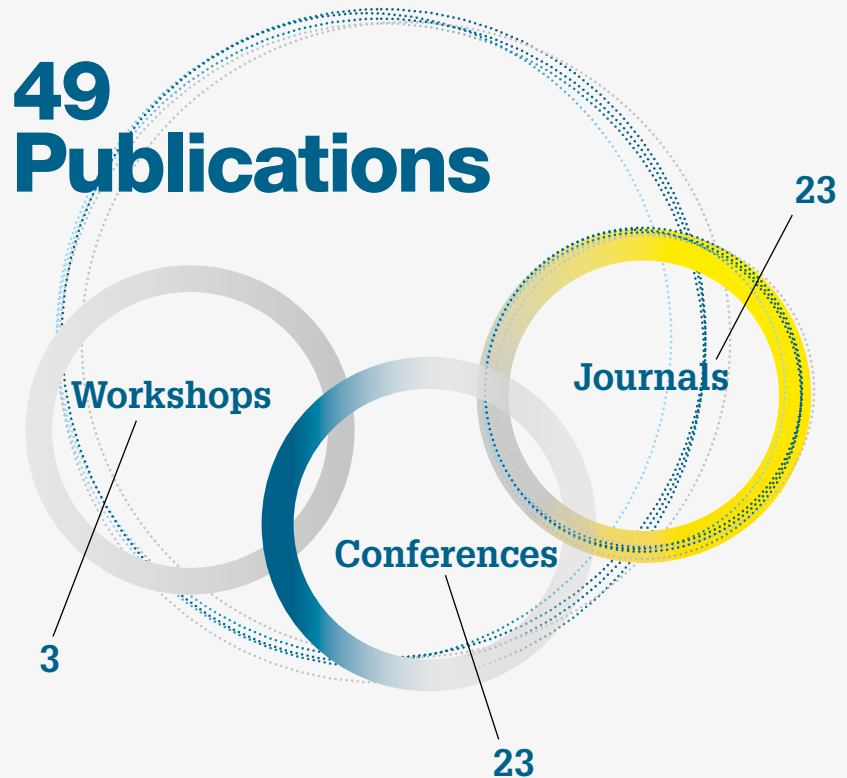 49
Publications
23
Journals
Workshops
Conferences
3
23